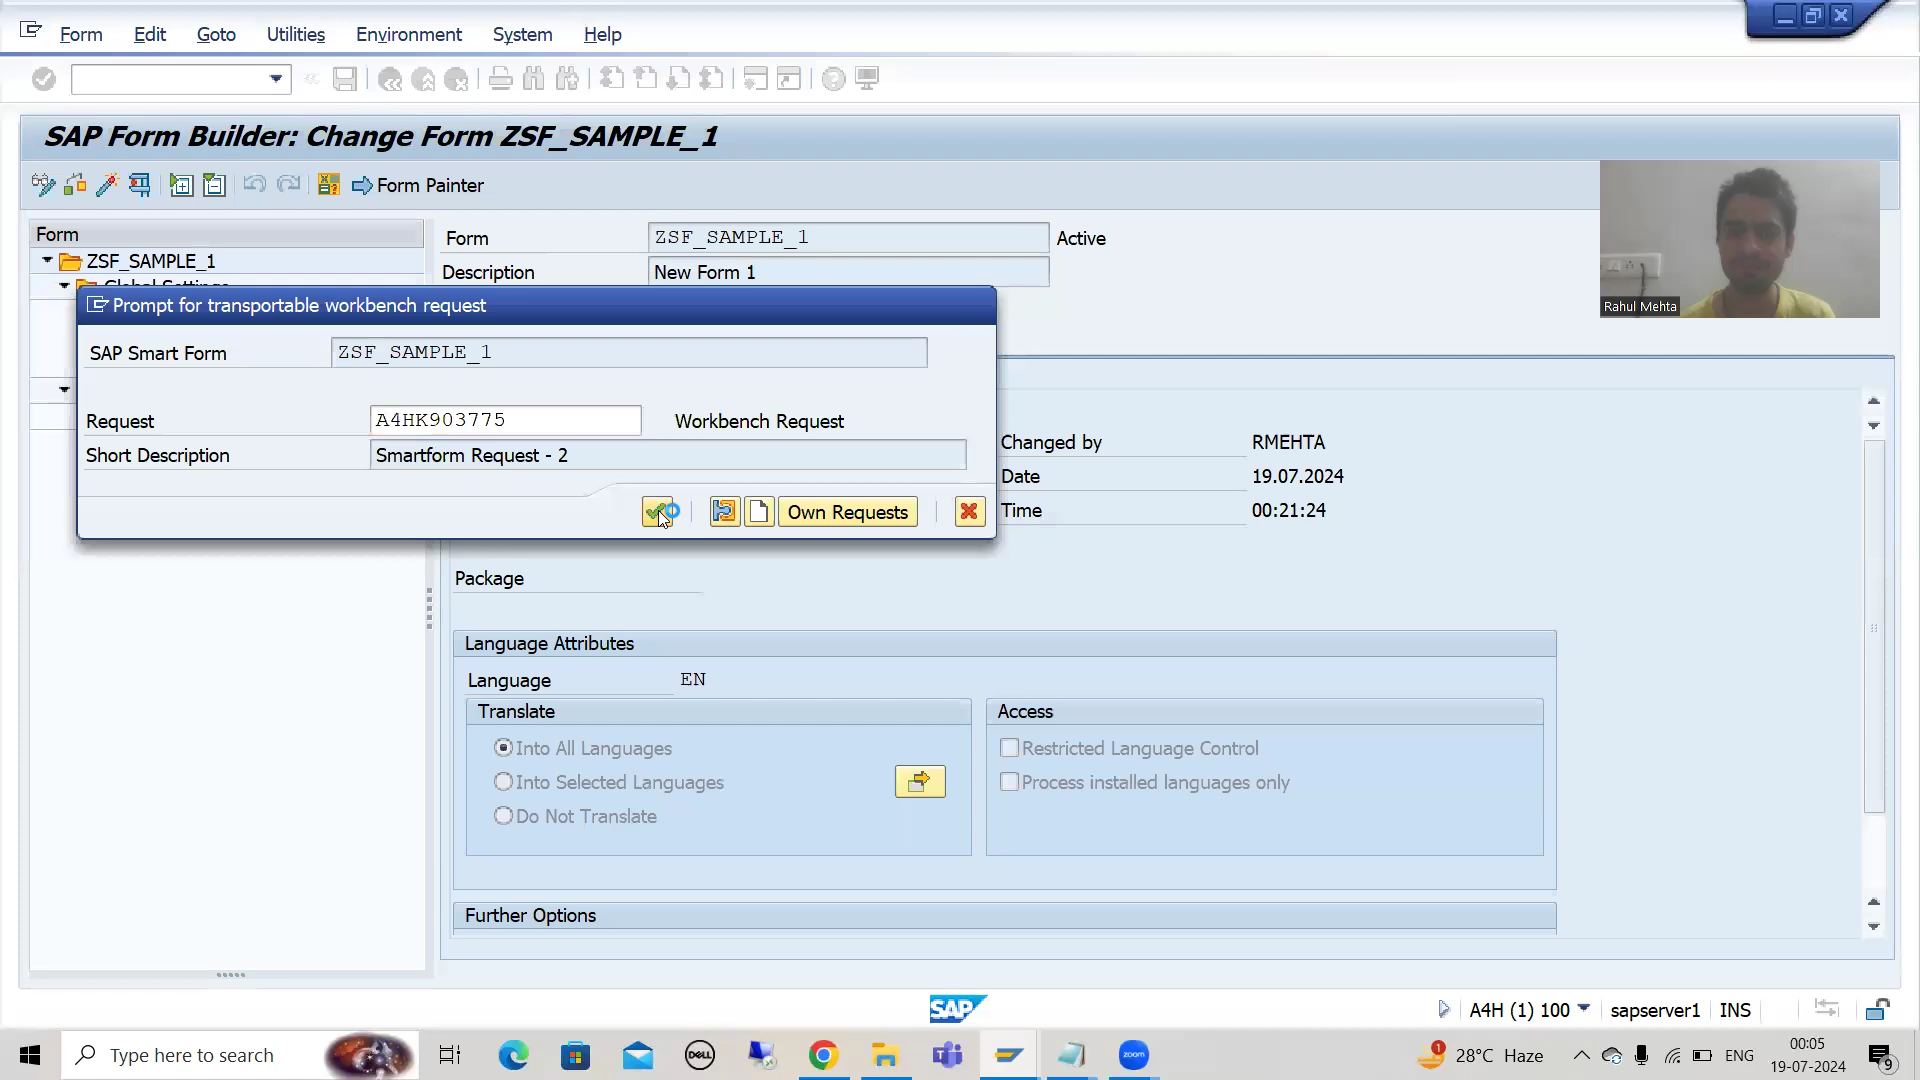 Form Edit Goto Utilities Environment System Help
SAP Form Builder: Change Form ZSF_SAMPLE_1
Form Painter
Form
ZSF_SAMPLE_1
Form ZSF_SAMPLE_1 Active
Description New Form 1
Rahul Mehta
Prompt for transportable workbench request
SAP Smart Form ZSF_SAMPLE_1
Request A4HK903775 Workbench Request
Short Description Smartform Request - 2
Own Requests
Changed by RMEHTA
Date 19.07.2024
Time 00:21:24
Package
Language Attributes
Language EN
Translate
Into All Languages
Into Selected Languages
Do Not Translate
Access
Restricted Language Control
Process installed languages only
Further Options
SAP
A4H (1) 100 sapserver1 INS
Type here to search
DELL
zoom
1
28°C Haze
ENG
00:05
19-07-2024
9